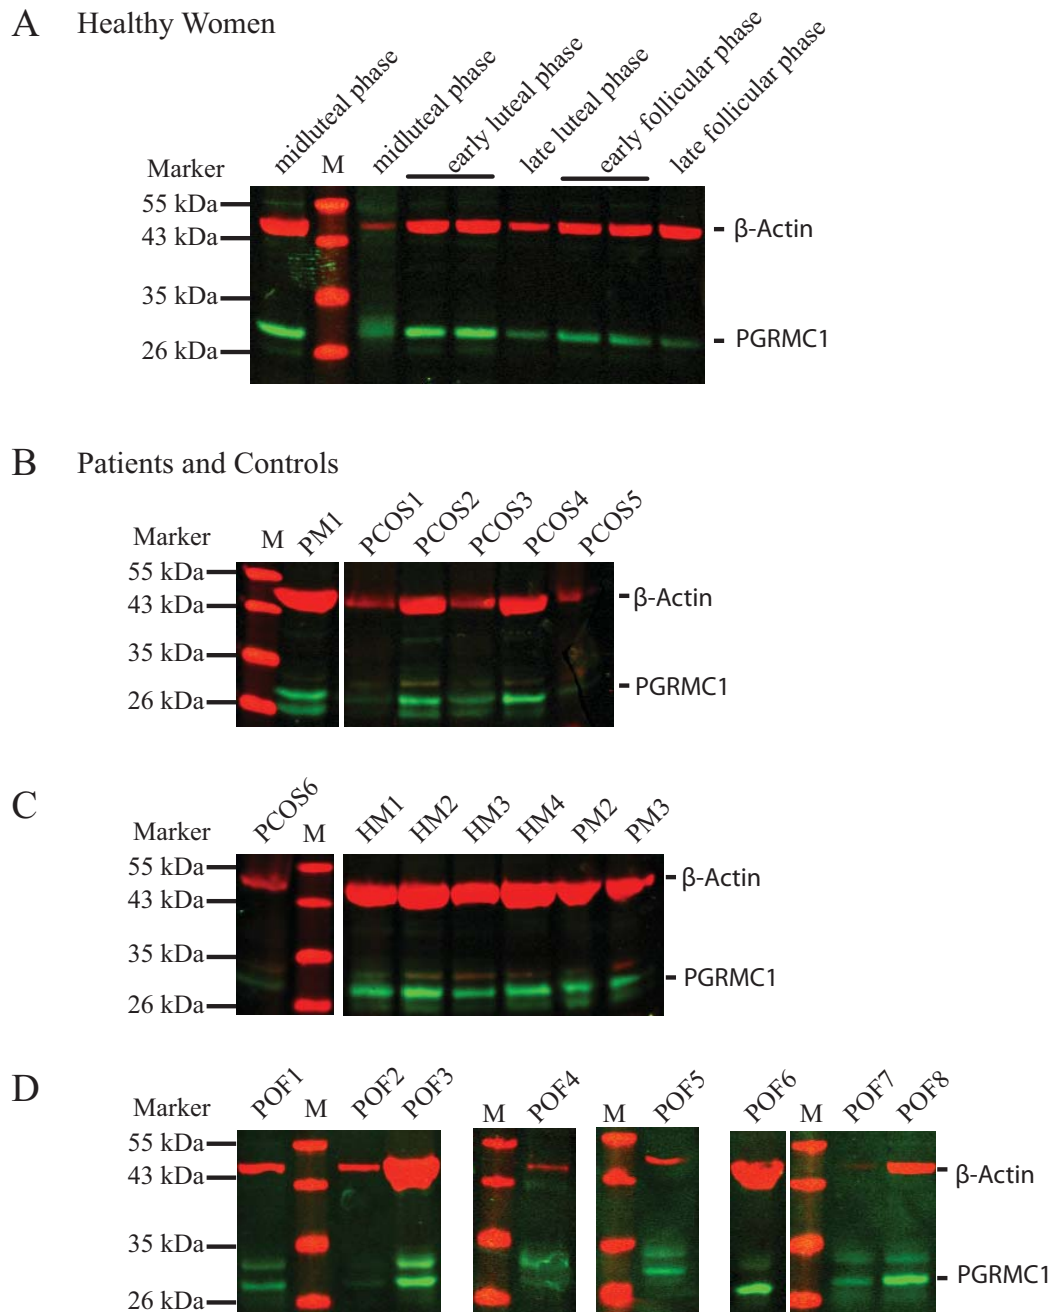 A Healthy Women
midluteal phase M midluteal phase early luteal phase late luteal phase early follicular phase late follicular phase
Marker
55 kDa
43 kDa
35 kDa
26 kDa
β-Actin
PGRMC1
B Patients and Controls
Marker M PM1 PCOS1 PCOS2 PCOS3 PCOS4 PCOS5
55 kDa
43 kDa
35 kDa
26 kDa
β-Actin
PGRMC1
C
Marker PCOS6 M HM1 HM2 HM3 HM4 PM2 PM3
55 kDa
43 kDa
35 kDa
26 kDa
β-Actin
PGRMC1
D
Marker POF1 M POF2 POF3 M POF4 M POF5 POF6 M POF7 POF8
55 kDa
43 kDa
35 kDa
26 kDa
β-Actin
PGRMC1